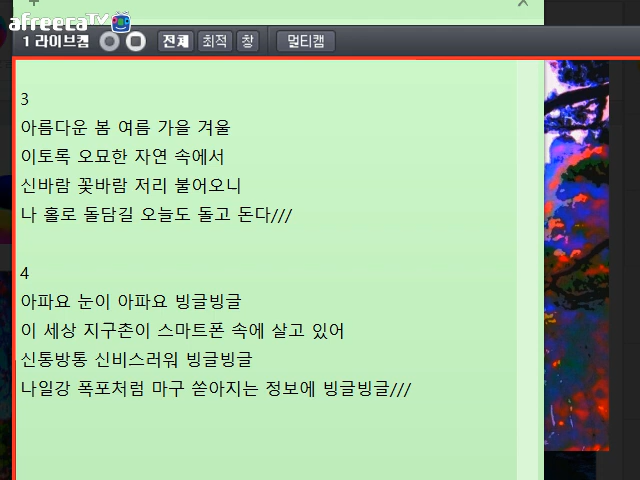 afreecaTV
1 라이브캠 전체 최적 창 멀티캠
3
아름다운 봄 여름 가을 겨울
이토록 오묘한 자연 속에서
신바람 꽃바람 저리 불어오니
나 홀로 돌담길 오늘도 돌고 돈다///
4
아파요 눈이 아파요 빙글빙글
이 세상 지구촌이 스마트폰 속에 살고 있어
신통방통 신비스러워 빙글빙글
나일강 폭포처럼 마구 쏟아지는 정보에 빙글빙글///